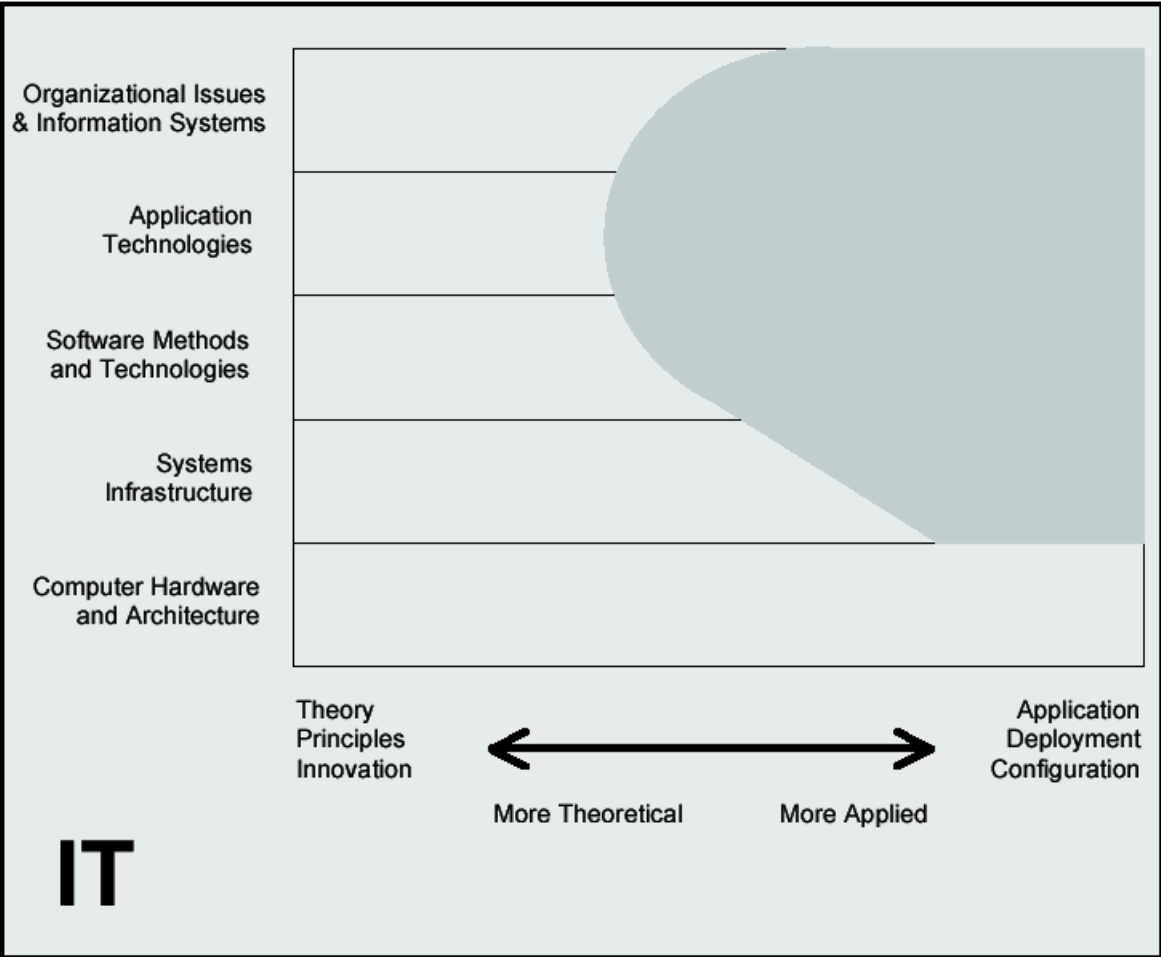 Organizational Issues
& Information Systems
Application
Technologies
Software Methods
and Technologies
Systems
Infrastructure
Computer Hardware
and Architecture
Theory
Principles
Innovation
Application
Deployment
Configuration
More Theoretical
More Applied
IT